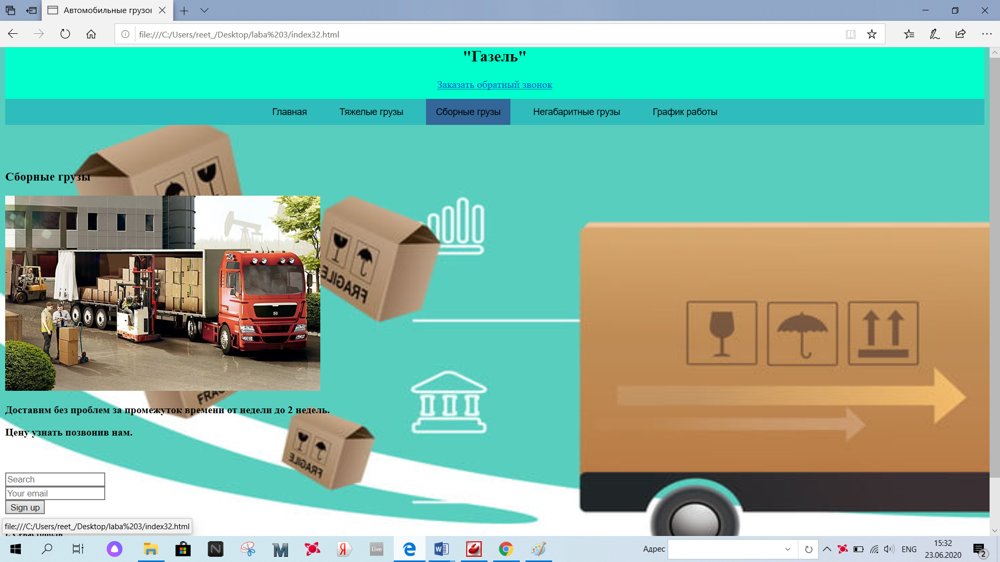 Автомобильные грузо
file:///C:/Users/reet_/Desktop/laba%203/index32.html
"Газель"
Заказать обратный звонок
Главная Тяжелые грузы Сборные грузы Негабаритные грузы График работы
Сборные грузы
FRAGILE
Доставим без проблем за промежуток времени от недели до 2 недель.
Цену узнать позвонив нам.
FRAGILE
Search
Your email
Sign up
file:///C:/Users/reet_/Desktop/laba%203/index32.html
г. Севастополь
Live
Адрес
ENG
15:32
23.06.2020
2